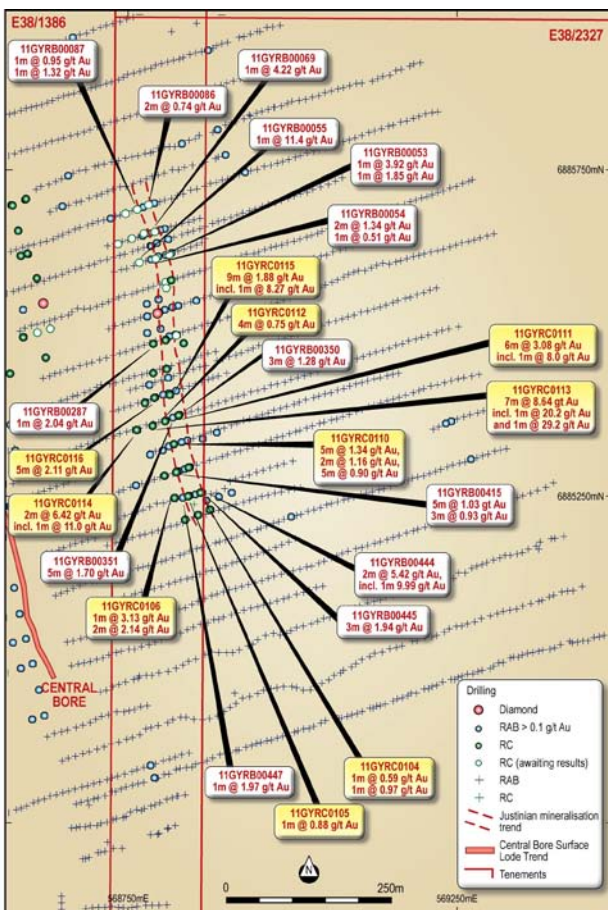 E38/1386
E38/2327
11GYRB00087
1m @ 0.95 g/t Au
1m @ 1.32 g/t Au
11GYRB00069
1m @ 4.22 g/t Au
11GYRB00086
2m @ 0.74 g/t Au
11GYRB00055
1m @ 11.4 g/t Au
11GYRB00053
1m @ 3.92 g/t Au
1m @ 1.85 g/t Au
6885750mN
11GYRB00054
2m @ 1.34 g/t Au
1m @ 0.51 g/t Au
11GYRC0115
9m @ 1.88 g/t Au
incl. 1m @ 8.27 g/t Au
11GYRC0112
4m @ 0.75 g/t Au
11GYRC0111
6m @ 3.08 g/t Au
incl. 1m @ 8.0 g/t Au
11GYRB00350
3m @ 1.28 g/t Au
11GYRC0113
7m @ 8.64 gt Au
incl. 1m @ 20.2 g/t Au
and 1m @ 29.2 g/t Au
11GYRB00287
1m @ 2.04 g/t Au
11GYRC0110
5m @ 1.34 g/t Au,
2m @ 1.16 g/t Au,
5m @ 0.90 g/t Au
11GYRC0116
5m @ 2.11 g/t Au
11GYRB00415
5m @ 1.03 gt Au
3m @ 0.93 g/t Au
6885250mN
11GYRC0114
2m @ 6.42 g/t Au
incl. 1m @ 11.0 g/t Au
11GYRB00351
5m @ 1.70 g/t Au
11GYRB00444
2m @ 5.42 g/t Au,
incl. 1m 9.99 g/t Au
11GYRC0106
1m @ 3.13 g/t Au
2m @ 2.14 g/t Au
11GYRB00445
3m @ 1.94 g/t Au
CENTRAL
BORE
11GYRB00447
1m @ 1.97 g/t Au
11GYRC0104
1m @ 0.59 g/t Au
1m @ 0.97 g/t Au
11GYRC0105
1m @ 0.88 g/t Au
Drilling
Diamond
RAB > 0.1 g/t Au
RC
RC (awaiting results)
RAB
RC
Justinian mineralisation
trend
Central Bore Surface
Lode Trend
Tenements
N
0
250m
568750mE
569250mE